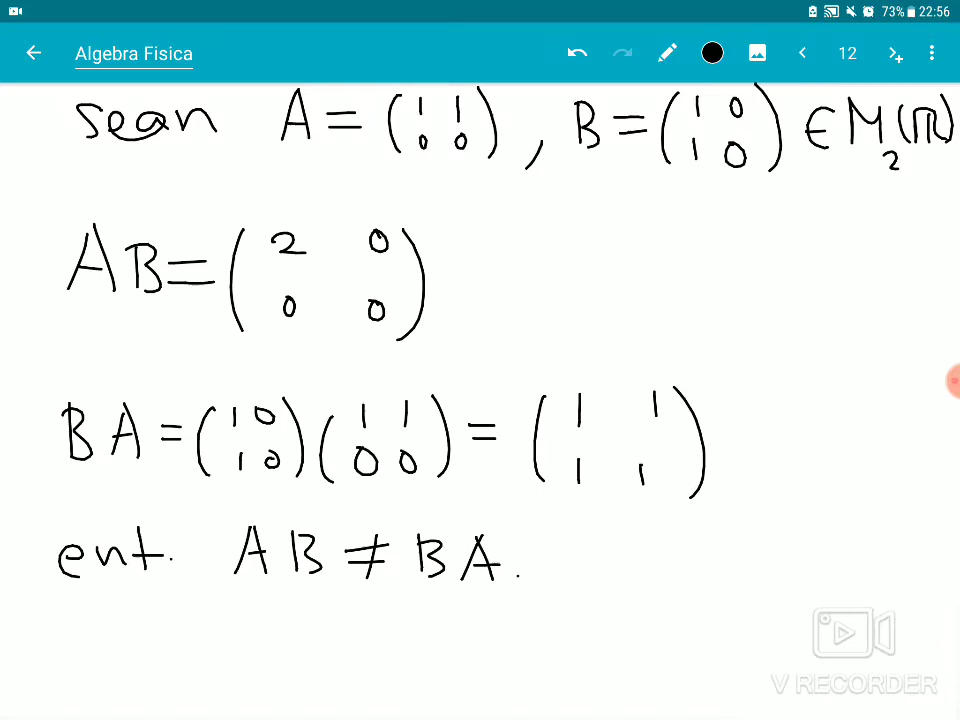 73% 22:56
Algebra Fisica 12
sean A = (1 1; 0 0), B = (1 0; 1 0) ∈ M₂(ℝ)
AB = (2 0; 0 0)
BA = (1 0; 1 0)(1 1; 0 0) = (1 1; 1 1)
ent. AB ≠ BA.
V RECORDER